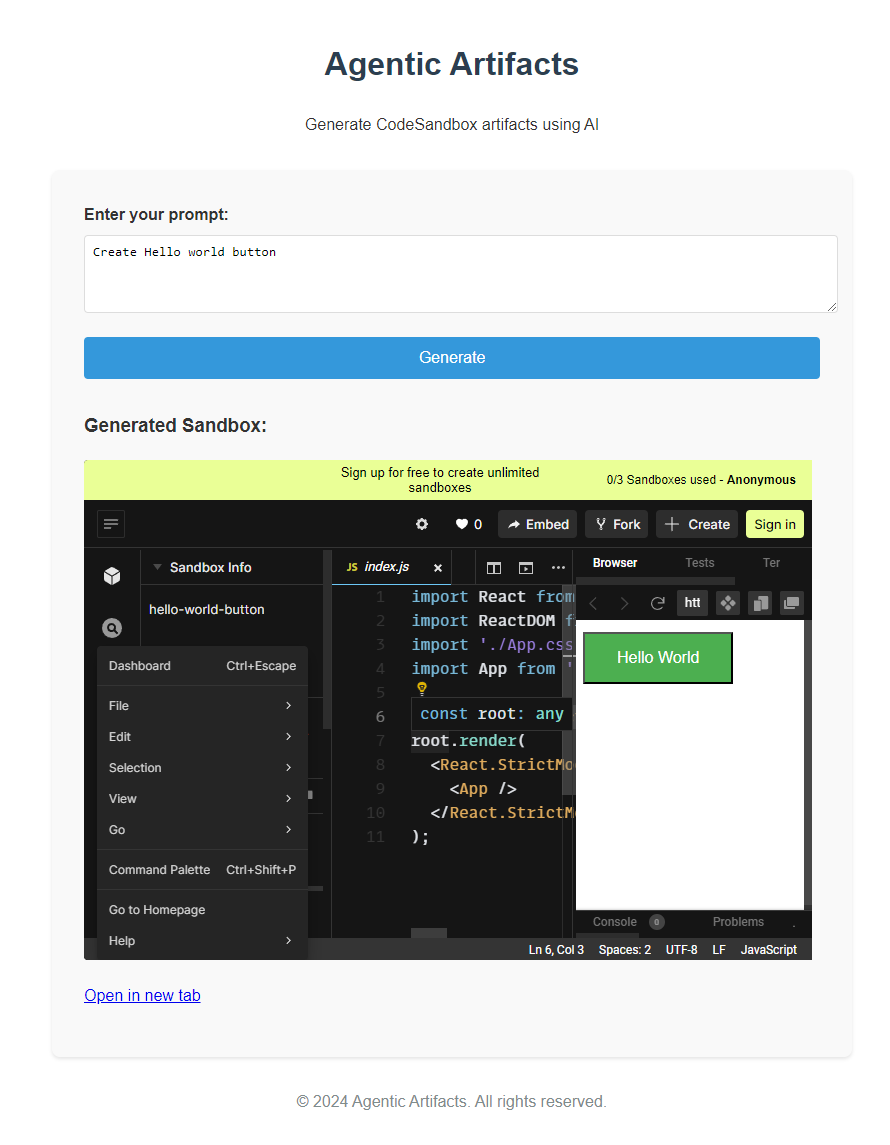 Agentic Artifacts
Generate CodeSandbox artifacts using AI
Enter your prompt:
Create Hello world button
Generate
Generated Sandbox:
Sign up for free to create unlimited
sandboxes
0/3 Sandboxes used - Anonymous
0
Embed
Fork
Create
Sign in
Sandbox Info
hello-world-button
Dashboard Ctrl+Escape
File
Edit
Selection
View
Go
Command Palette Ctrl+Shift+P
Go to Homepage
Help
JS index.js
1 import React from
2 import ReactDOM f
3 import './App.css
4 import App from '
5
6 const root: any
7 root.render(
8 <React.StrictMo
9 <App />
10 </React.StrictM
11 );
Browser Tests Ter
htt
Hello World
Console 0 Problems
Ln 6, Col 3 Spaces: 2 UTF-8 LF JavaScript
Open in new tab
© 2024 Agentic Artifacts. All rights reserved.